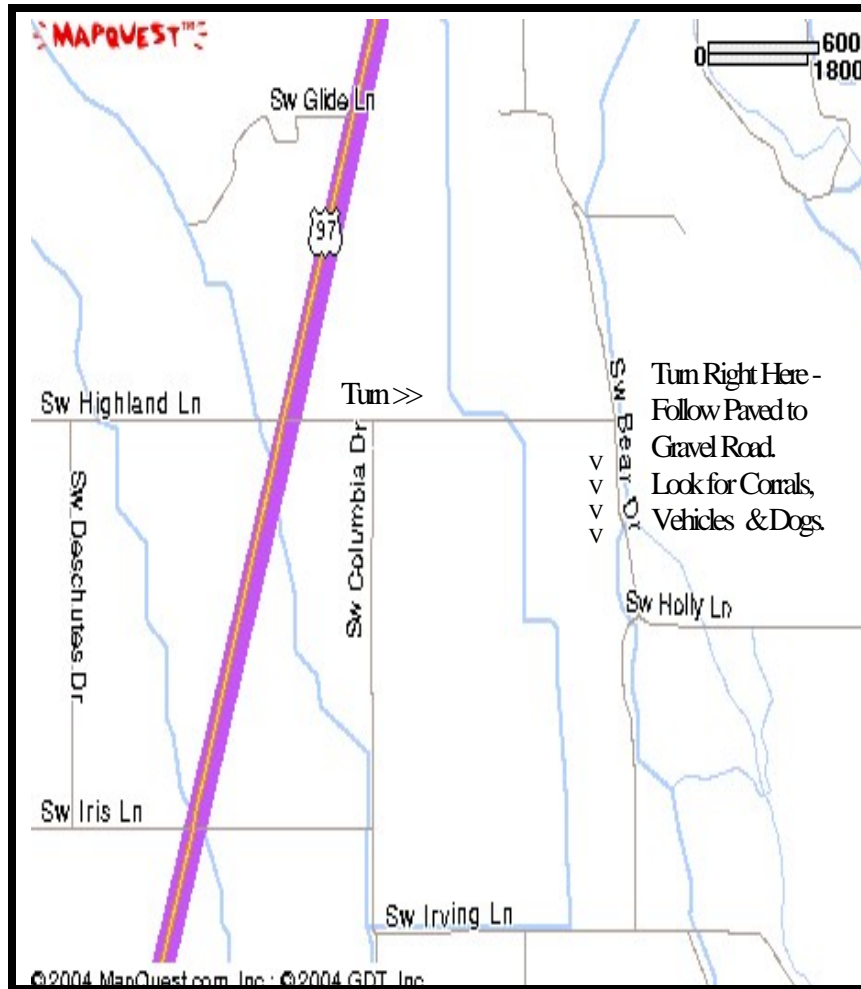 MAPQUEST™
0 600
1800
Sw Glide Ln
97
Turn >>
Sw Highland Ln
Turn Right Here -
Follow Paved to
Gravel Road.
Look for Corrals,
Vehicles & Dogs.
Sw Bear Dr
v
v
v
v
Sw Columbia Dr
Sw Deschutes Dr
Sw Holly Ln
Sw Iris Ln
Sw Irving Ln
©2004 MapQuest.com, Inc.; ©2004 GDT, Inc.